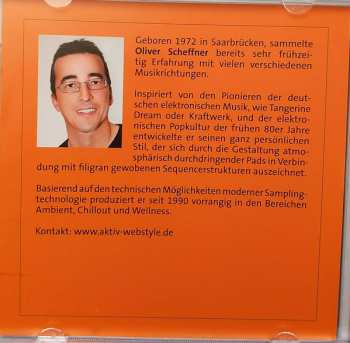 Geboren 1972 in Saarbrücken, sammelte
Oliver Scheffner bereits sehr frühzei-
tig Erfahrung mit vielen verschiedenen
Musikrichtungen.
Inspiriert von den Pionieren der deut-
schen elektronischen Musik, wie Tangerine
Dream oder Kraftwerk, und der elektro-
nischen Popkultur der frühen 80er Jahre
entwickelte er seinen ganz persönlichen
Stil, der sich durch die Gestaltung atmo-
sphärisch durchdringender Pads in Verbin-
dung mit filigran gewobenen Sequencerstrukturen auszeichnet.
Basierend auf den technischen Möglichkeiten moderner Sampling-
technologie produziert er seit 1990 vorrangig in den Bereichen
Ambient, Chillout und Wellness.
Kontakt: www.aktiv-webstyle.de